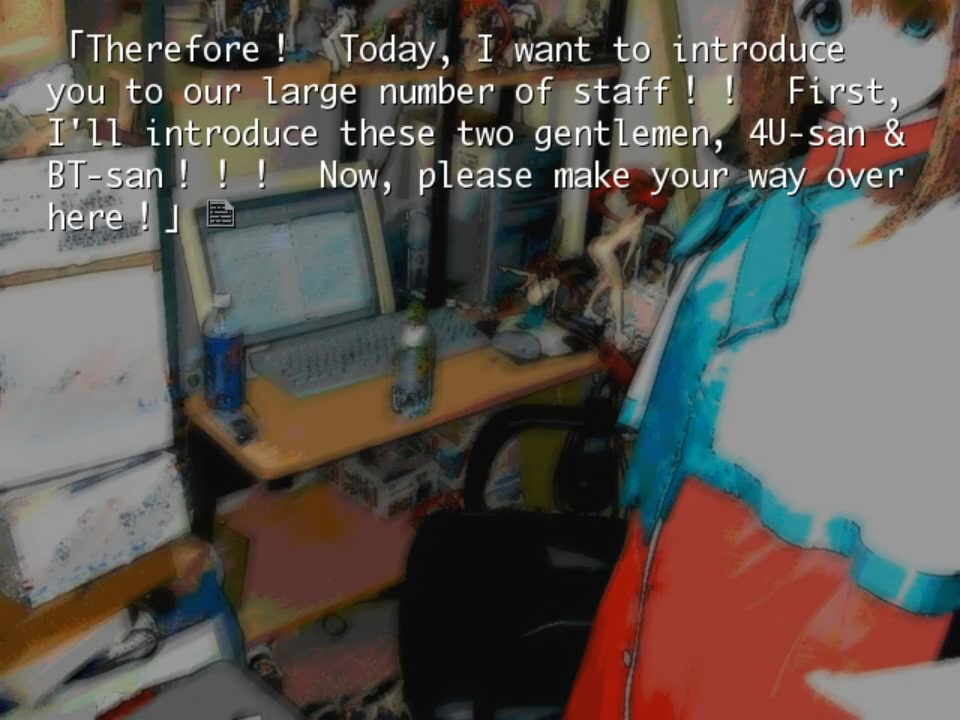 「Therefore！　Today, I want to introduce
you to our large number of staff！！　First,
I'll introduce these two gentlemen, 4U-san &
BT-san！！！　Now, please make your way over
here！」